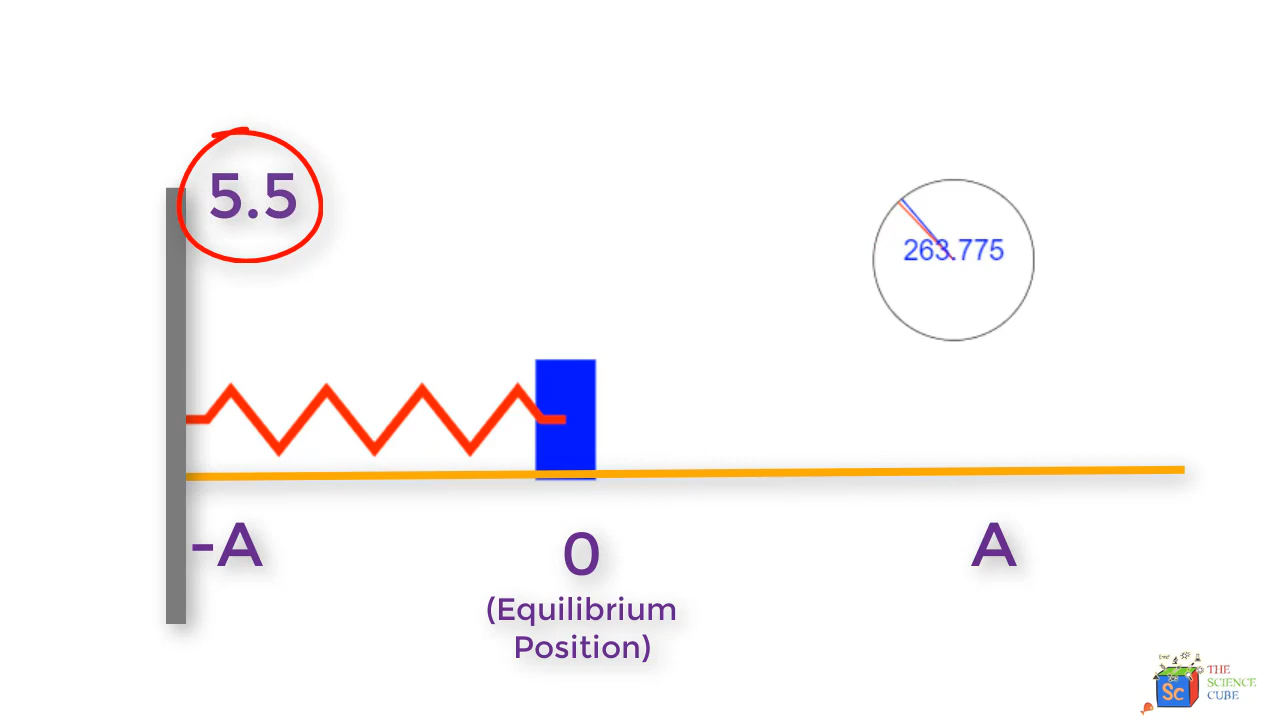 5.5
263.775
-A
0
A
(Equilibrium
Position)
Sc
THE
SCIENCE
CUBE